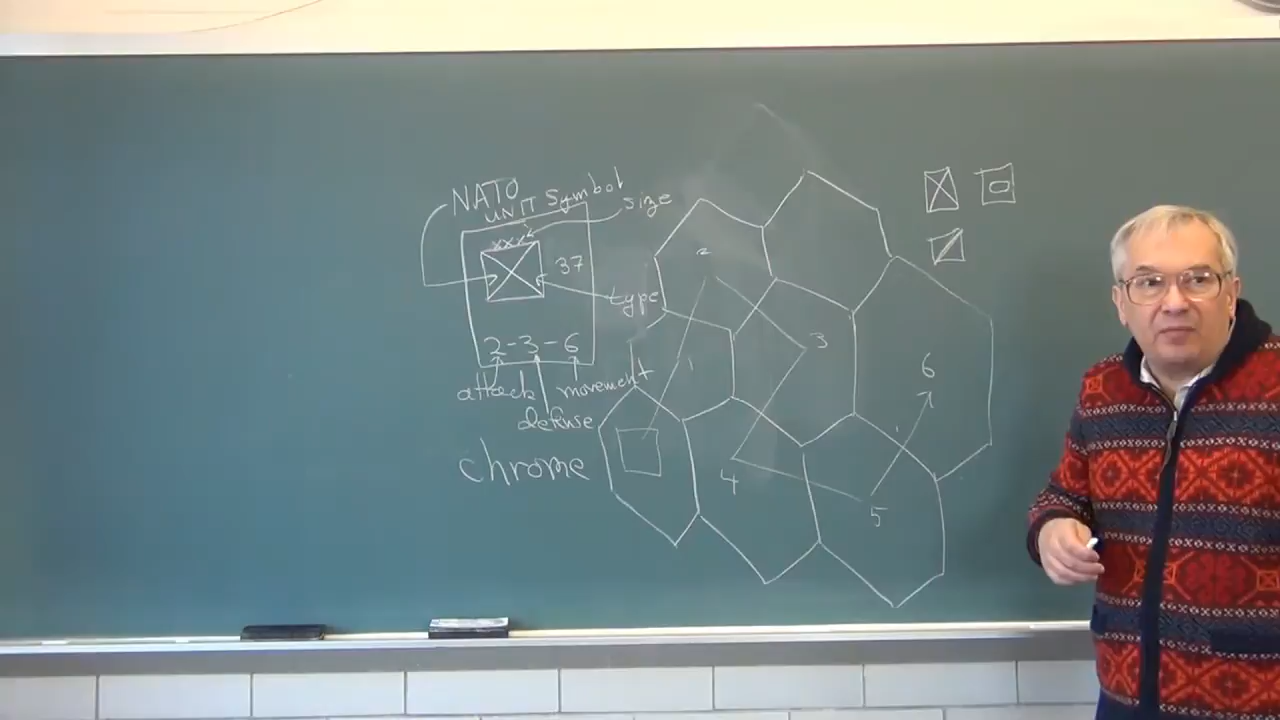 NATO
UNIT Symbol
size
xxx
37
type
2-3-6
attack movement
defense
chrome
2
3
1
6
4
5